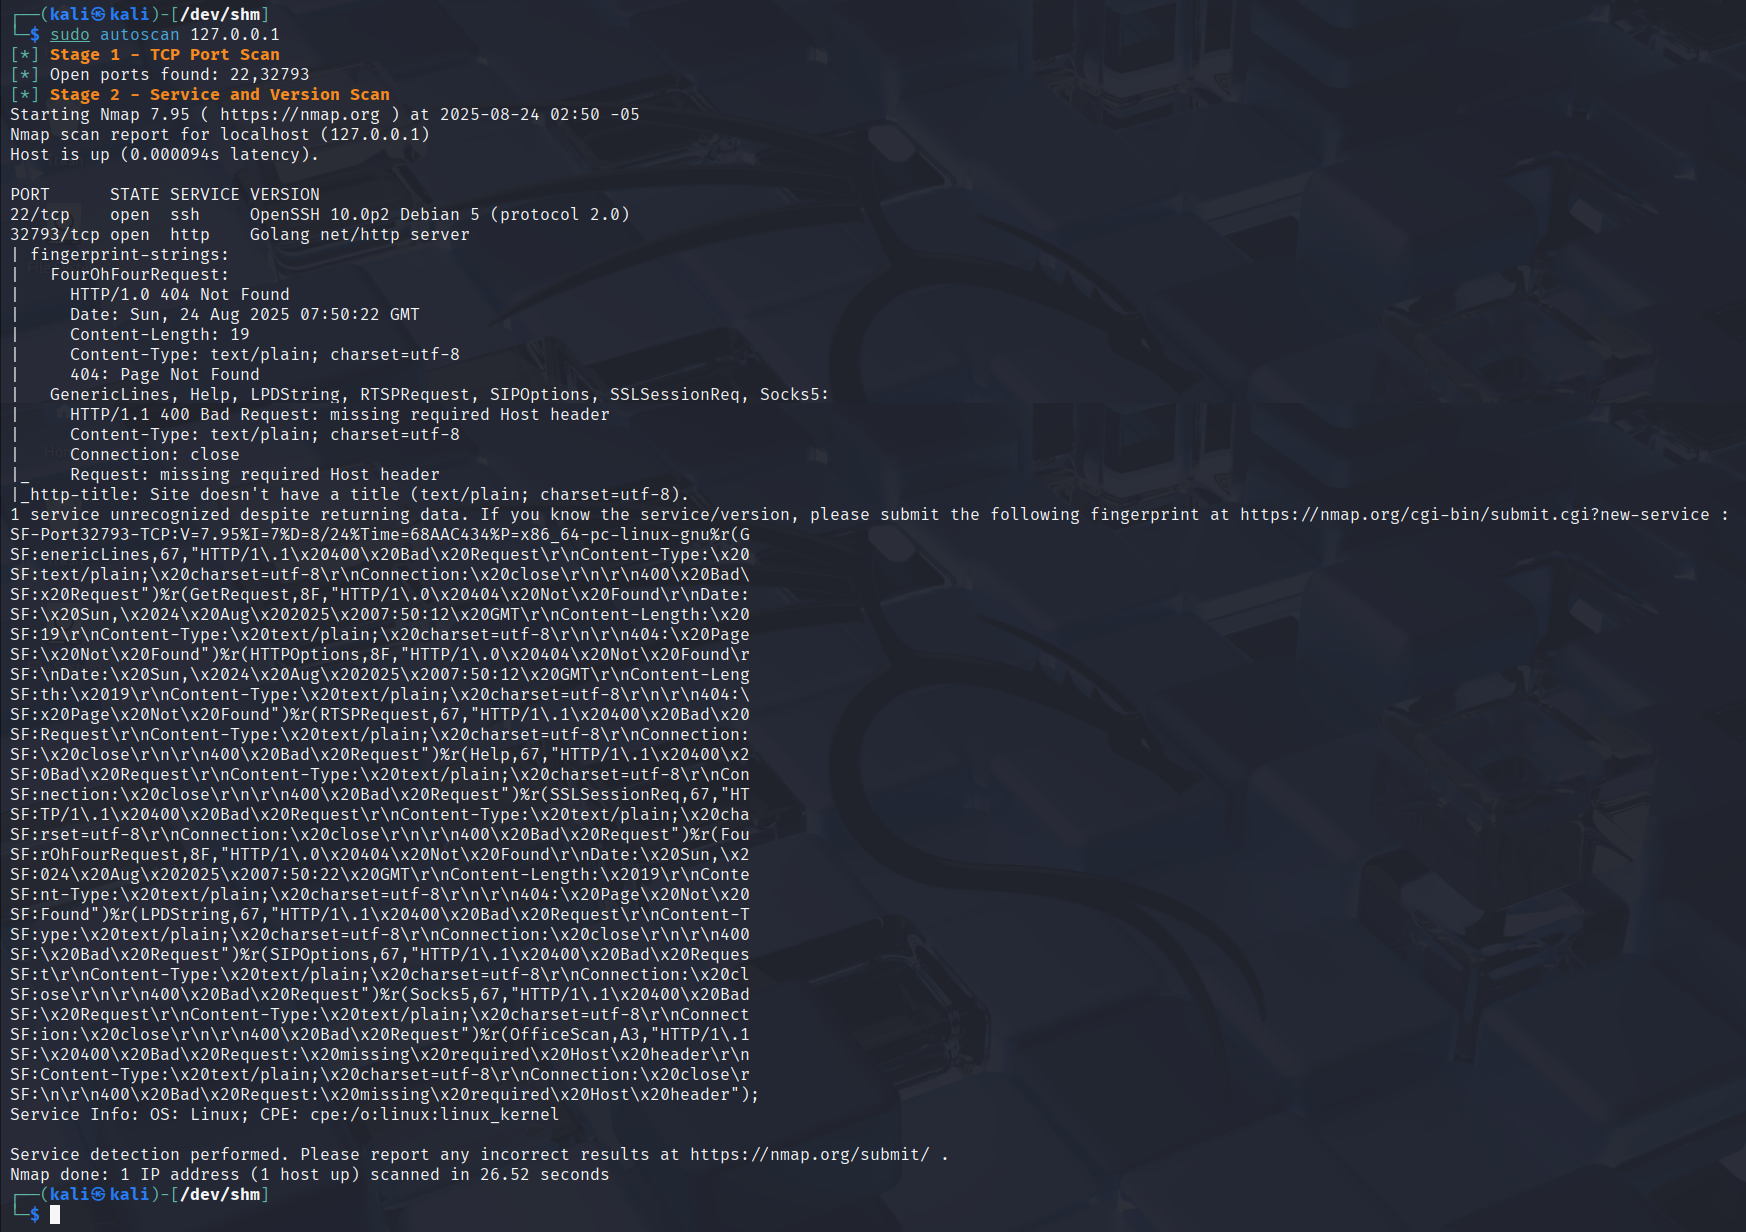 ┌──(kali㉿kali)-[/dev/shm]
└─$ sudo autoscan 127.0.0.1
[*] Stage 1 - TCP Port Scan
[*] Open ports found: 22,32793
[*] Stage 2 - Service and Version Scan
Starting Nmap 7.95 ( https://nmap.org ) at 2025-08-24 02:50 -05
Nmap scan report for localhost (127.0.0.1)
Host is up (0.000094s latency).

PORT      STATE SERVICE VERSION
22/tcp    open  ssh     OpenSSH 10.0p2 Debian 5 (protocol 2.0)
32793/tcp open  http    Golang net/http server
| fingerprint-strings:
|   FourOhFourRequest:
|     HTTP/1.0 404 Not Found
|     Date: Sun, 24 Aug 2025 07:50:22 GMT
|     Content-Length: 19
|     Content-Type: text/plain; charset=utf-8
|     404: Page Not Found
|   GenericLines, Help, LPDString, RTSPRequest, SIPOptions, SSLSessionReq, Socks5:
|     HTTP/1.1 400 Bad Request: missing required Host header
|     Content-Type: text/plain; charset=utf-8
|     Connection: close
|_    Request: missing required Host header
|_http-title: Site doesn't have a title (text/plain; charset=utf-8).
1 service unrecognized despite returning data. If you know the service/version, please submit the following fingerprint at https://nmap.org/cgi-bin/submit.cgi?new-service :
SF-Port32793-TCP:V=7.95%I=7%D=8/24%Time=68AAC434%P=x86_64-pc-linux-gnu%r(G
SF:enericLines,67,"HTTP/1\.1\x20400\x20Bad\x20Request\r\nContent-Type:\x20
SF:text/plain;\x20charset=utf-8\r\nConnection:\x20close\r\n\r\n400\x20Bad\
SF:x20Request")%r(GetRequest,8F,"HTTP/1\.0\x20404\x20Not\x20Found\r\nDate:
SF:\x20Sun,\x2024\x20Aug\x202025\x2007:50:12\x20GMT\r\nContent-Length:\x20
SF:19\r\nContent-Type:\x20text/plain;\x20charset=utf-8\r\n\r\n404:\x20Page
SF:\x20Not\x20Found")%r(HTTPOptions,8F,"HTTP/1\.0\x20404\x20Not\x20Found\r
SF:\nDate:\x20Sun,\x2024\x20Aug\x202025\x2007:50:12\x20GMT\r\nContent-Leng
SF:th:\x2019\r\nContent-Type:\x20text/plain;\x20charset=utf-8\r\n\r\n404:\
SF:x20Page\x20Not\x20Found")%r(RTSPRequest,67,"HTTP/1\.1\x20400\x20Bad\x20
SF:Request\r\nContent-Type:\x20text/plain;\x20charset=utf-8\r\nConnection:
SF:\x20close\r\n\r\n400\x20Bad\x20Request")%r(Help,67,"HTTP/1\.1\x20400\x2
SF:0Bad\x20Request\r\nContent-Type:\x20text/plain;\x20charset=utf-8\r\nCon
SF:nection:\x20close\r\n\r\n400\x20Bad\x20Request")%r(SSLSessionReq,67,"HT
SF:TP/1\.1\x20400\x20Bad\x20Request\r\nContent-Type:\x20text/plain;\x20cha
SF:rset=utf-8\r\nConnection:\x20close\r\n\r\n400\x20Bad\x20Request")%r(Fou
SF:rOhFourRequest,8F,"HTTP/1\.0\x20404\x20Not\x20Found\r\nDate:\x20Sun,\x2
SF:024\x20Aug\x202025\x2007:50:22\x20GMT\r\nContent-Length:\x2019\r\nConte
SF:nt-Type:\x20text/plain;\x20charset=utf-8\r\n\r\n404:\x20Page\x20Not\x20
SF:Found")%r(LPDString,67,"HTTP/1\.1\x20400\x20Bad\x20Request\r\nContent-T
SF:ype:\x20text/plain;\x20charset=utf-8\r\nConnection:\x20close\r\n\r\n400
SF:\x20Bad\x20Request")%r(SIPOptions,67,"HTTP/1\.1\x20400\x20Bad\x20Reques
SF:t\r\nContent-Type:\x20text/plain;\x20charset=utf-8\r\nConnection:\x20cl
SF:ose\r\n\r\n400\x20Bad\x20Request")%r(Socks5,67,"HTTP/1\.1\x20400\x20Bad
SF:\x20Request\r\nContent-Type:\x20text/plain;\x20charset=utf-8\r\nConnect
SF:ion:\x20close\r\n\r\n400\x20Bad\x20Request")%r(OfficeScan,A3,"HTTP/1\.1
SF:\x20400\x20Bad\x20Request:\x20missing\x20required\x20Host\x20header\r\n
SF:Content-Type:\x20text/plain;\x20charset=utf-8\r\nConnection:\x20close\r
SF:\n\r\n400\x20Bad\x20Request:\x20missing\x20required\x20Host\x20header");
Service Info: OS: Linux; CPE: cpe:/o:linux:linux_kernel

Service detection performed. Please report any incorrect results at https://nmap.org/submit/ .
Nmap done: 1 IP address (1 host up) scanned in 26.52 seconds
┌──(kali㉿kali)-[/dev/shm]
└─$